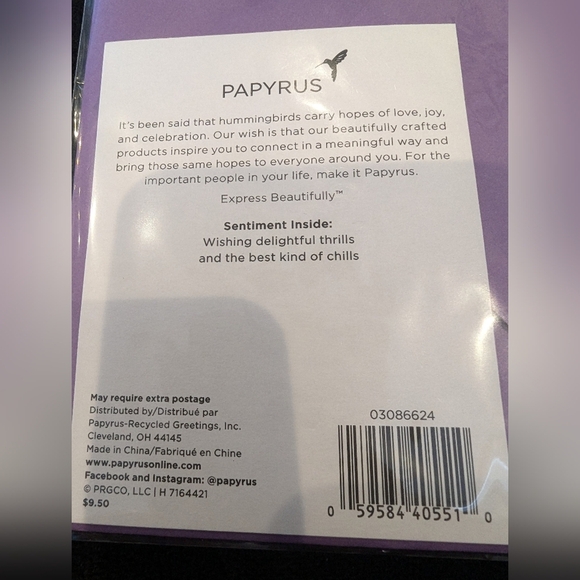 PAPYRUS
It's been said that hummingbirds carry hopes of love, joy,
and celebration. Our wish is that our beautifully crafted
products inspire you to connect in a meaningful way and
bring those same hopes to everyone around you. For the
important people in your life, make it Papyrus.
Express Beautifully™
Sentiment Inside:
Wishing delightful thrills
and the best kind of chills
May require extra postage
Distributed by/Distribué par
Papyrus-Recycled Greetings, Inc.
Cleveland, OH 44145
Made in China/Fabriqué en Chine
www.papyrusonline.com
Facebook and Instagram: @papyrus
© PRGCO, LLC | H 7164421
$9.50
03086624
0 59584 40551 0